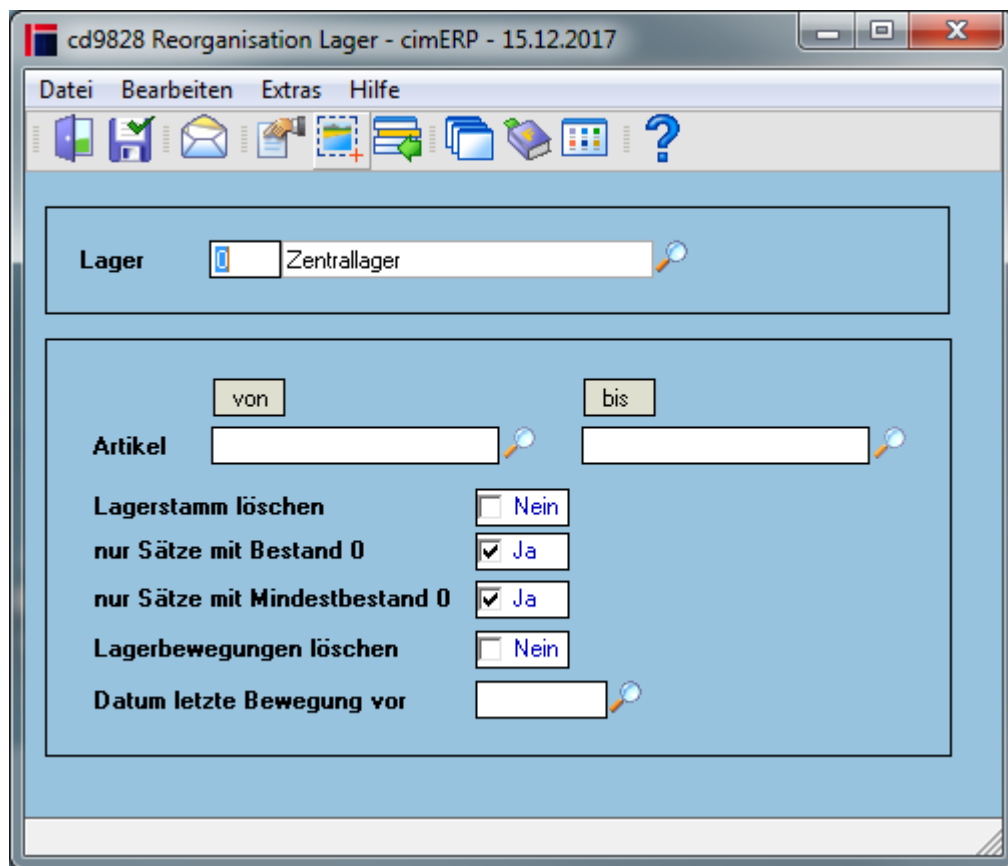 cd9828 Reorganisation Lager - cimERP - 15.12.2017
Datei Bearbeiten Extras Hilfe
Lager 0 Zentrallager
von bis
Artikel
Lagerstamm löschen Nein
nur Sätze mit Bestand 0 Ja
nur Sätze mit Mindestbestand 0 Ja
Lagerbewegungen löschen Nein
Datum letzte Bewegung vor